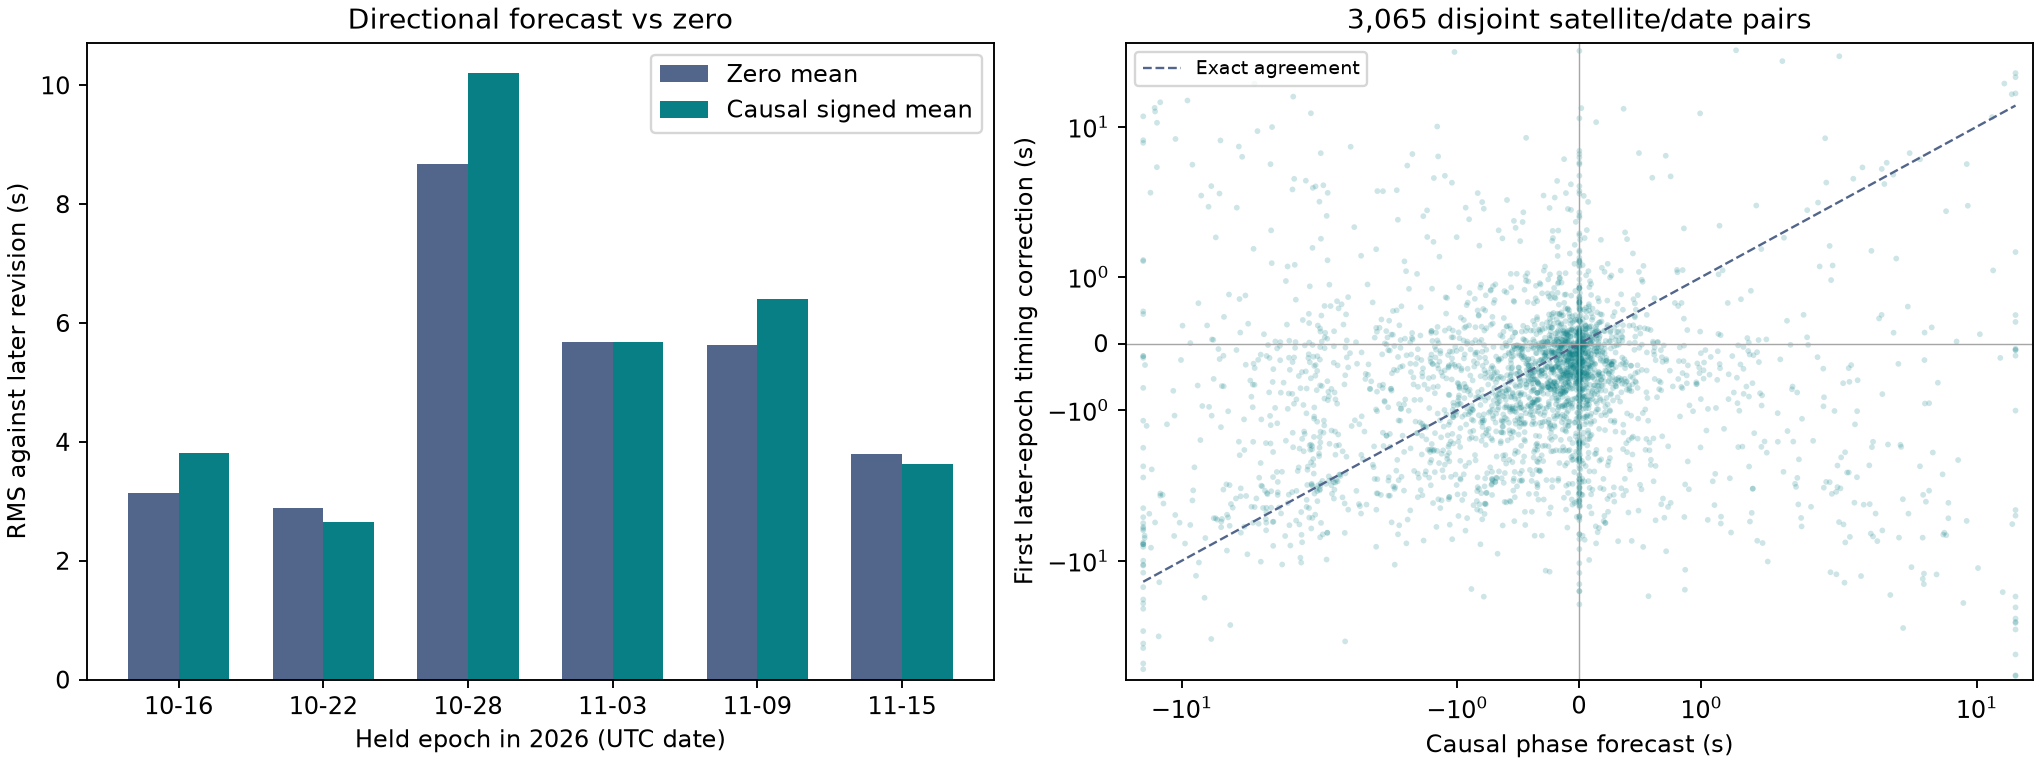 Directional forecast vs zero
Zero mean
Causal signed mean
RMS against later revision (s)
10
8
6
4
2
0
10-16
10-22
10-28
11-03
11-09
11-15
Held epoch in 2026 (UTC date)
3,065 disjoint satellite/date pairs
Exact agreement
First later-epoch timing correction (s)
10¹
10⁰
0
−10⁰
−10¹
−10¹
−10⁰
0
10⁰
10¹
Causal phase forecast (s)